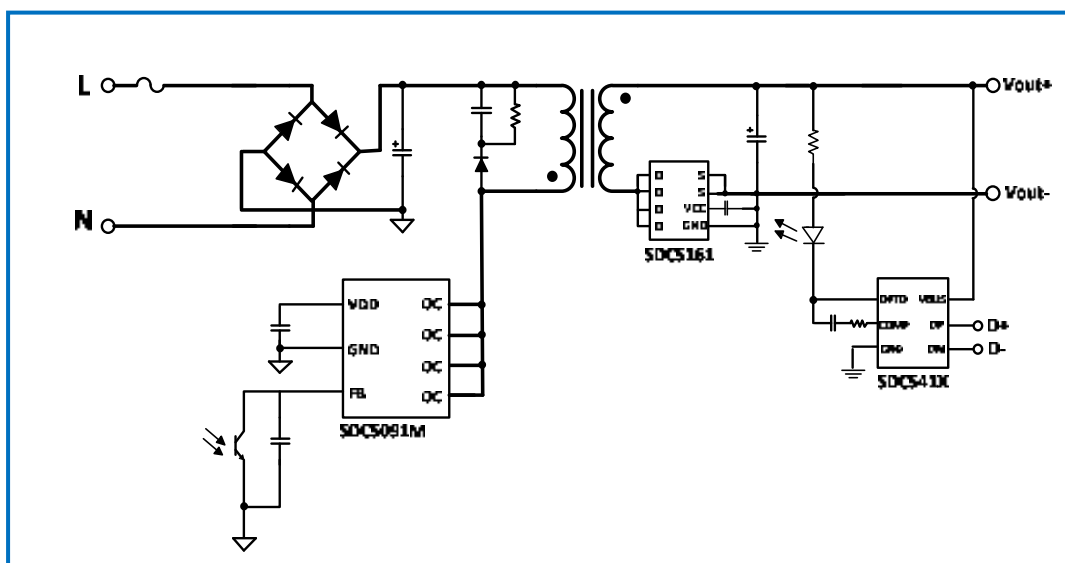 L
Vout+
N
Vout-
D
D
D
D
S
S
VCC
GND
SDC5161
VDD
GND
FB
OC
OC
OC
OC
SDC5091M
OPTO
COMP
GND
VBUS
DP
DM
D+
D-
SDC541X
+
+